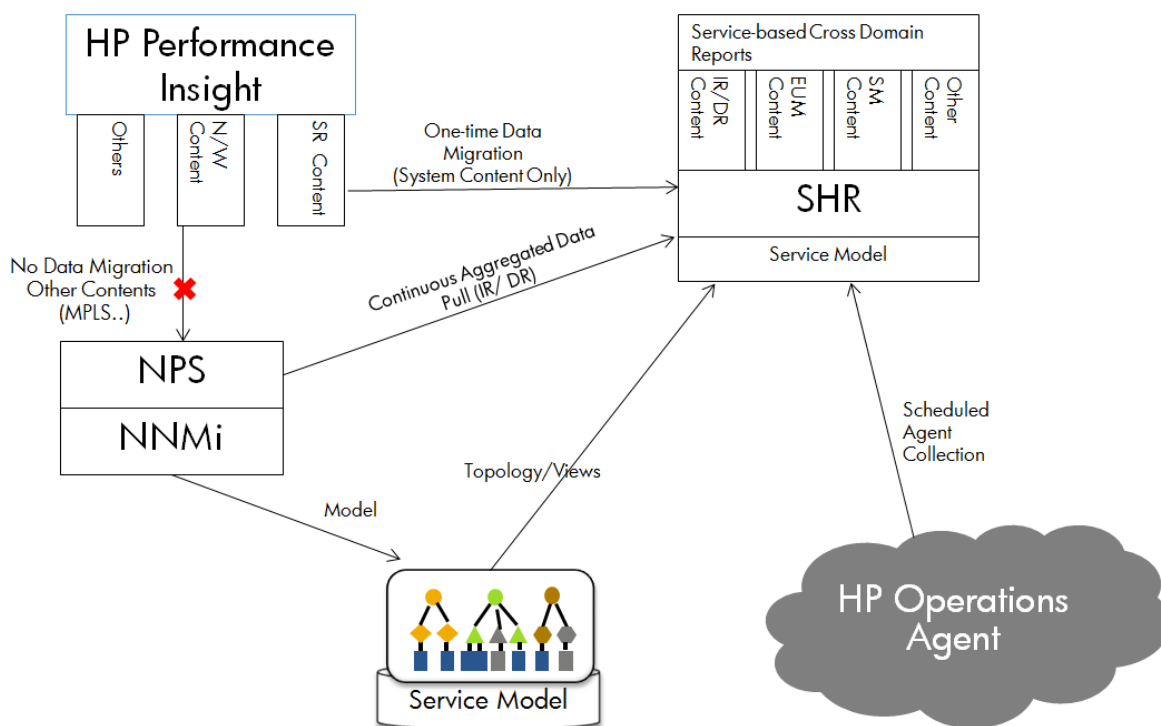 HP Performance
Insight
Others
N/W
Content
SR Content
Service-based Cross Domain
Reports
IR/DR
Content
EUM
Content
SM
Content
Other
Content
SHR
Service Model
One-time Data
Migration
(System Content Only)
No Data Migration
Other Contents
(MPLS..)
Continuous Aggregated Data
Pull (IR/ DR)
NPS
NNMi
Scheduled
Agent
Collection
Topology/Views
Model
HP Operations
Agent
Service Model